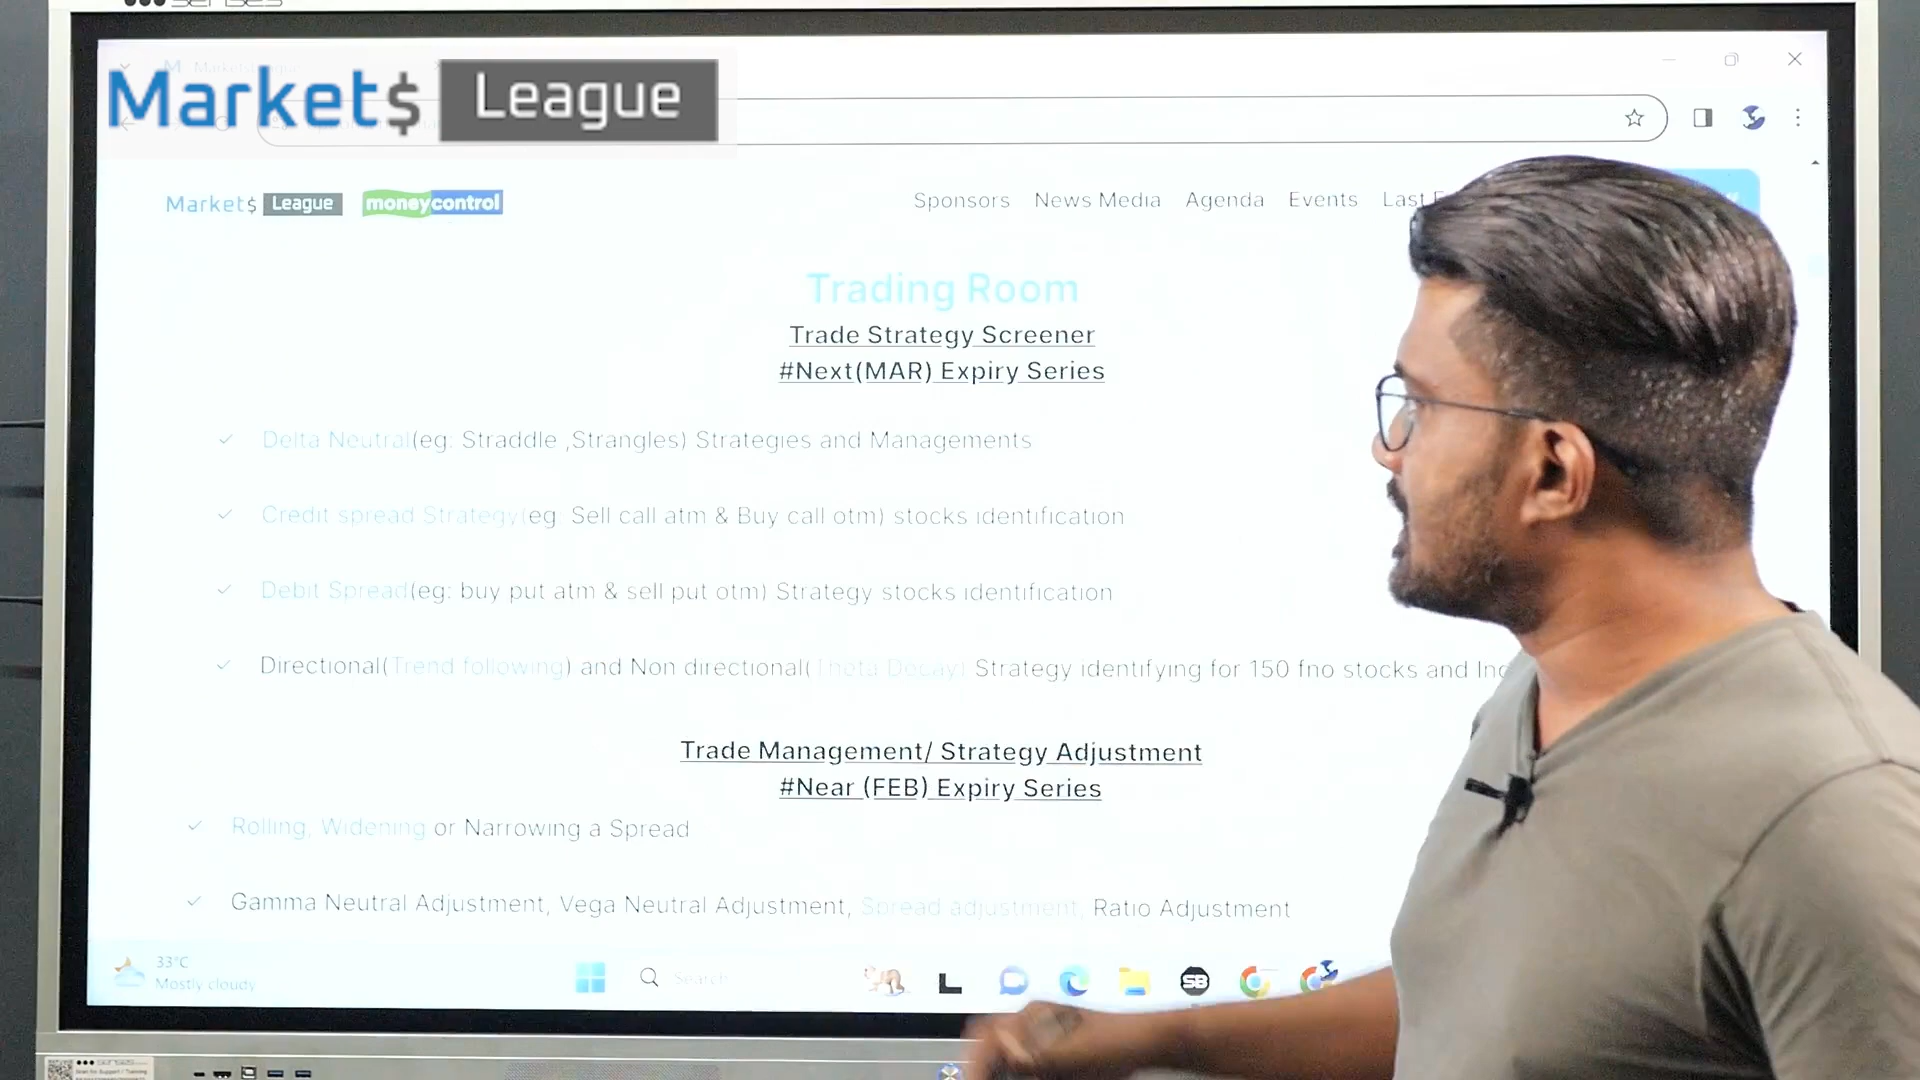 Market$ League
Market$ League moneycontrol
Sponsors News Media Agenda Events Last
Trading Room
Trade Strategy Screener
#Next(MAR) Expiry Series
Delta Neutral(eg: Straddle ,Strangles) Strategies and Managements
Credit spread Strategy(eg: Sell call atm & Buy call otm) stocks identification
Debit Spread(eg: buy put atm & sell put otm) Strategy stocks identification
Directional(Trend following) and Non directional(Theta Decay) Strategy identifying for 150 fno stocks and
Trade Management/ Strategy Adjustment
#Near (FEB) Expiry Series
Rolling, Widening or Narrowing a Spread
Gamma Neutral Adjustment, Vega Neutral Adjustment, Spread adjustment, Ratio Adjustment
33°C
Mostly cloudy
Search
SB